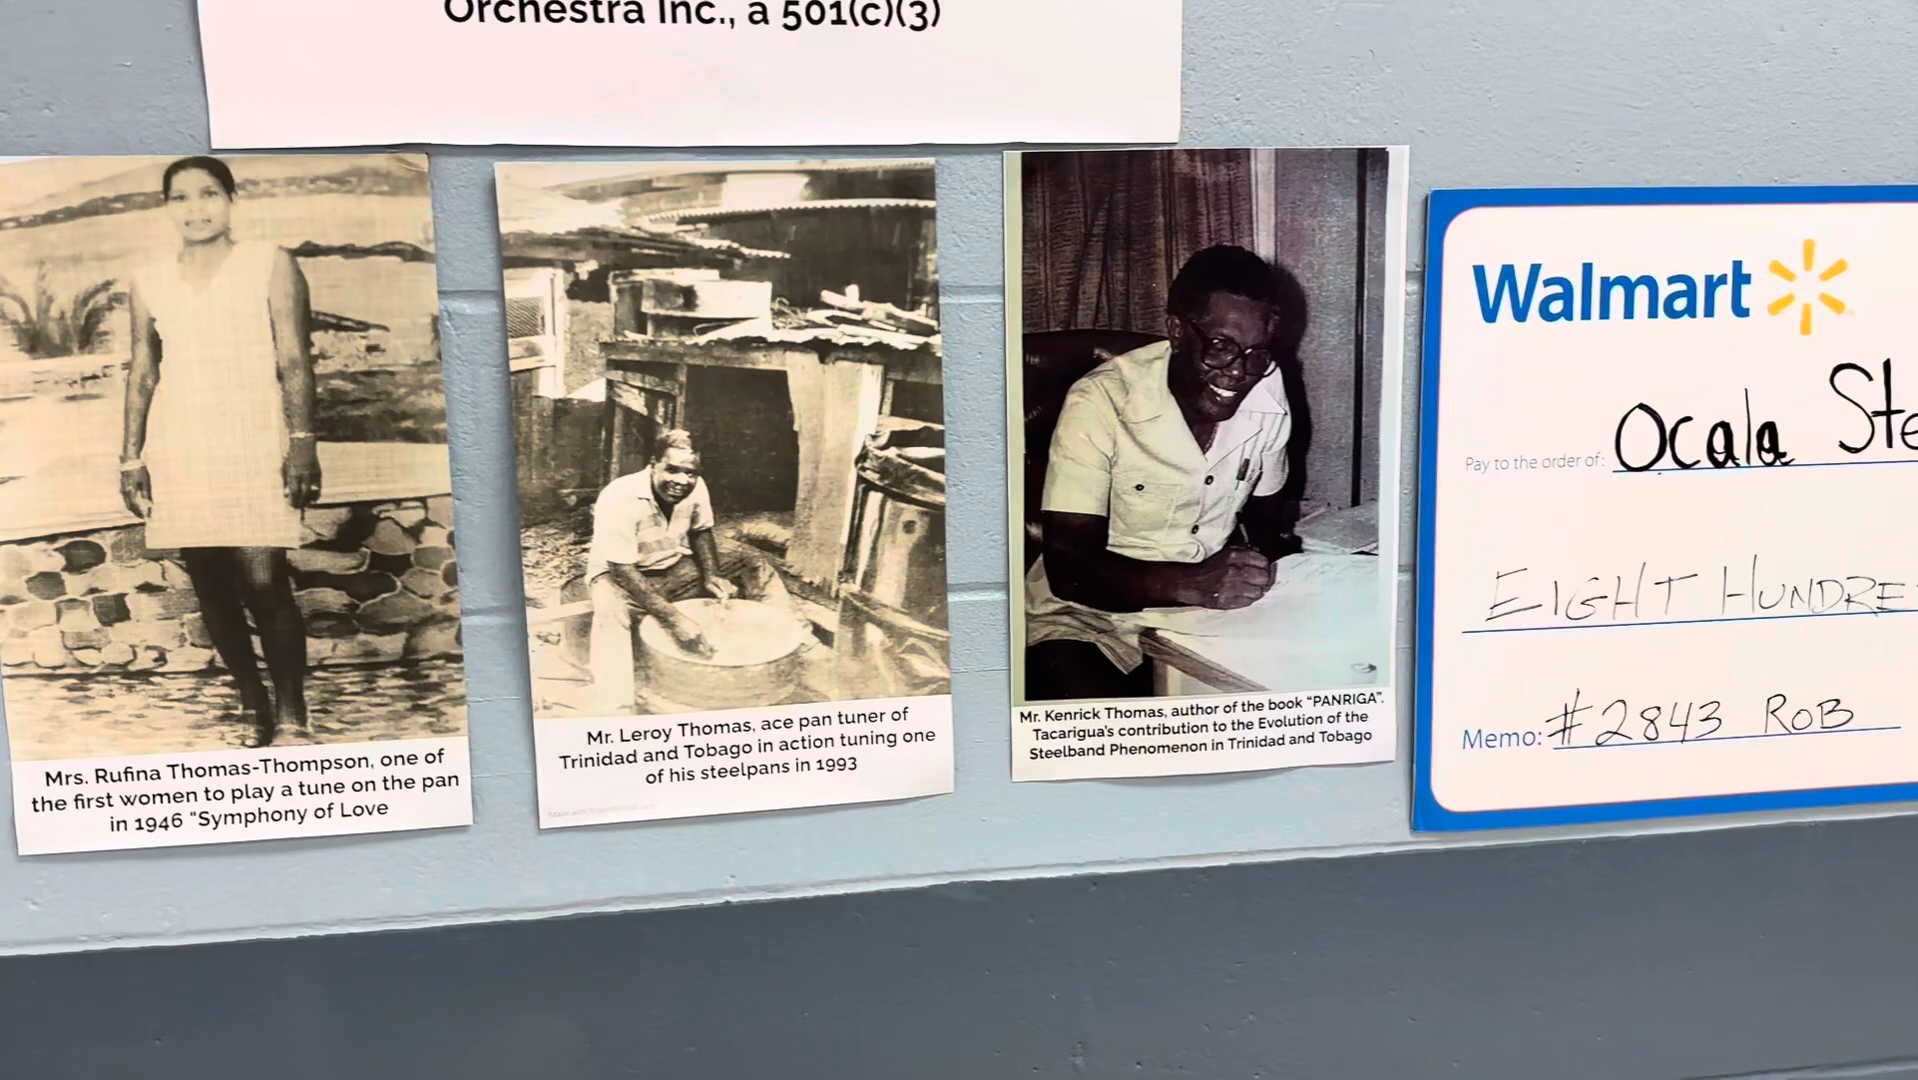 Orchestra Inc., a 501(c)(3)
Mrs. Rufina Thomas-Thompson, one of
the first women to play a tune on the pan
in 1946 "Symphony of Love
Mr. Leroy Thomas, ace pan tuner of
Trinidad and Tobago in action tuning one
of his steelpans in 1993
Mr. Kenrick Thomas, author of the book “PANRIGA”.
Tacarigua's contribution to the Evolution of the
Steelband Phenomenon in Trinidad and Tobago
Walmart
Pay to the order of: Ocala Ste
EIGHT HUNDRE
Memo: #2843 ROB